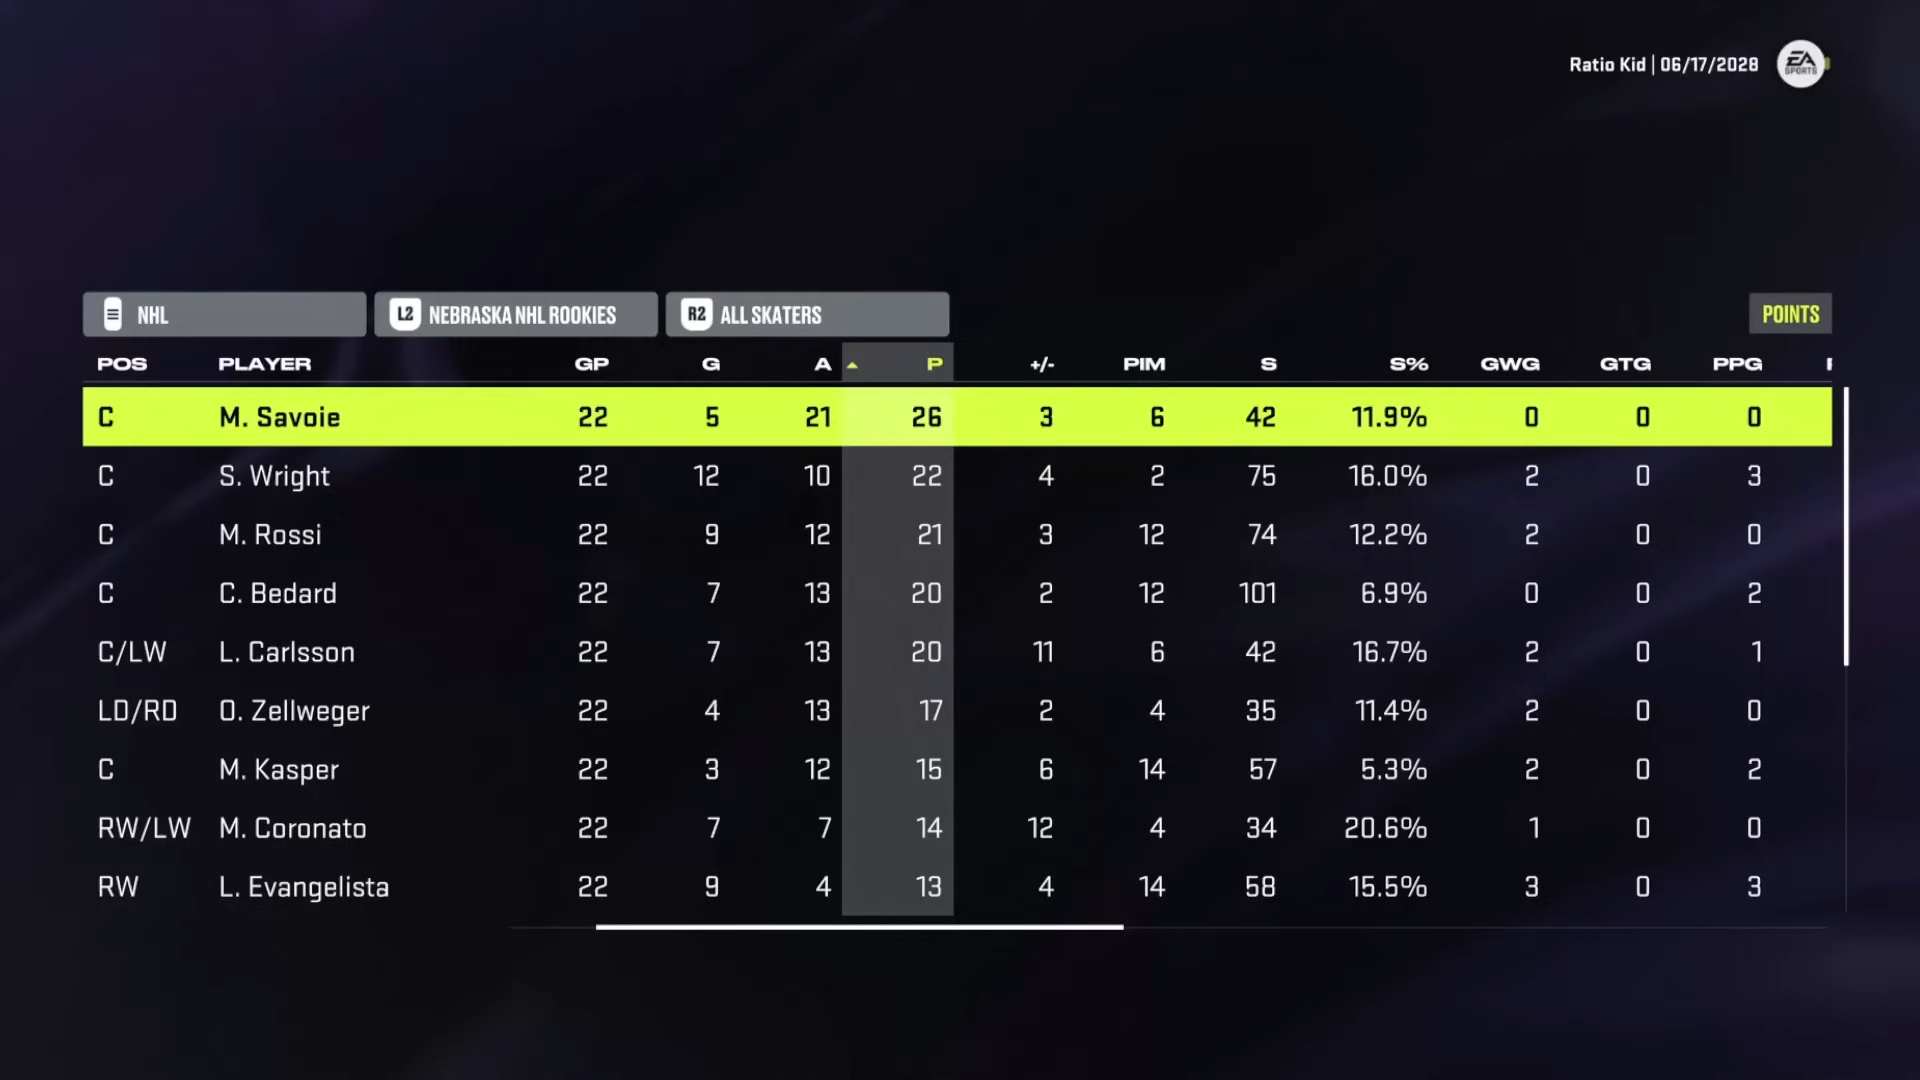 Ratio Kid | 06/17/2028
EA SPORTS
NHL L2 NEBRASKA NHL ROOKIES R2 ALL SKATERS POINTS
POS PLAYER GP G A P +/- PIM S S% GWG GTG PPG
C M. Savoie 22 5 21 26 3 6 42 11.9% 0 0 0
C S. Wright 22 12 10 22 4 2 75 16.0% 2 0 3
C M. Rossi 22 9 12 21 3 12 74 12.2% 2 0 0
C C. Bedard 22 7 13 20 2 12 101 6.9% 0 0 2
C/LW L. Carlsson 22 7 13 20 11 6 42 16.7% 2 0 1
LD/RD O. Zellweger 22 4 13 17 2 4 35 11.4% 2 0 0
C M. Kasper 22 3 12 15 6 14 57 5.3% 2 0 2
RW/LW M. Coronato 22 7 7 14 12 4 34 20.6% 1 0 0
RW L. Evangelista 22 9 4 13 4 14 58 15.5% 3 0 3